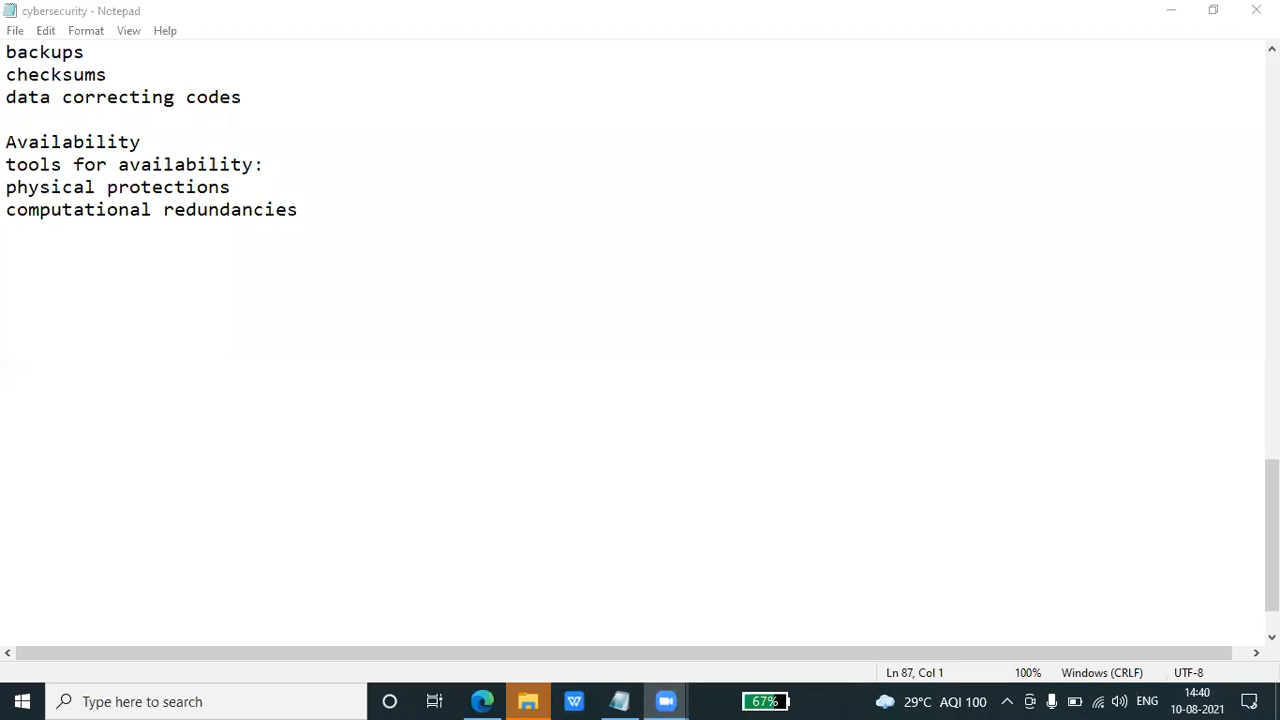 cybersecurity - Notepad
File Edit Format View Help
backups
checksums
data correcting codes
Availability
tools for availability:
physical protections
computational redundancies
Ln 87, Col 1 100% Windows (CRLF) UTF-8
Type here to search W 67% 29°C AQI 100 ENG 14:40
10-08-2021